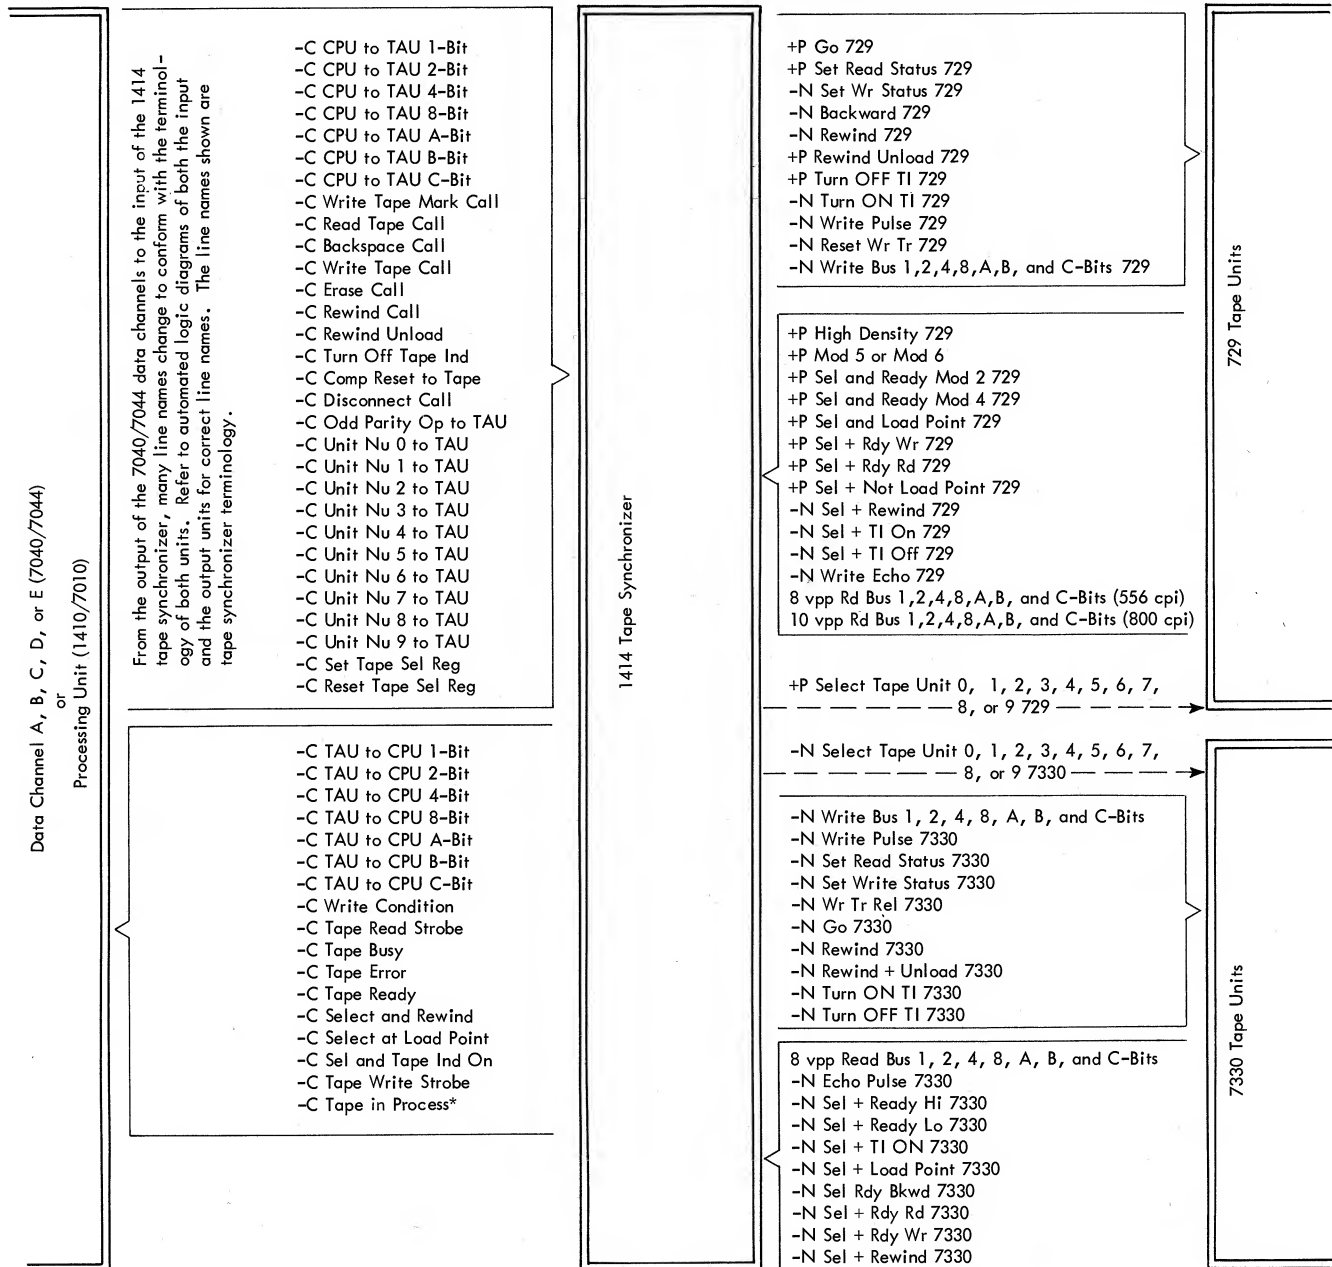 Data Channel A, B, C, D, or E (7040/7044)
or
Processing Unit (1410/7010)
From the output of the 7040/7044 data channels to the input of the 1414
tape synchronizer, many line names change to conform with the terminol-
ogy of both units. Refer to automated logic diagrams of both the input
and the output units for correct line names. The line names shown are
tape synchronizer terminology.
-C CPU to TAU 1-Bit
-C CPU to TAU 2-Bit
-C CPU to TAU 4-Bit
-C CPU to TAU 8-Bit
-C CPU to TAU A-Bit
-C CPU to TAU B-Bit
-C CPU to TAU C-Bit
-C Write Tape Mark Call
-C Read Tape Call
-C Backspace Call
-C Write Tape Call
-C Erase Call
-C Rewind Call
-C Rewind Unload
-C Turn Off Tape Ind
-C Comp Reset to Tape
-C Disconnect Call
-C Odd Parity Op to TAU
-C Unit Nu 0 to TAU
-C Unit Nu 1 to TAU
-C Unit Nu 2 to TAU
-C Unit Nu 3 to TAU
-C Unit Nu 4 to TAU
-C Unit Nu 5 to TAU
-C Unit Nu 6 to TAU
-C Unit Nu 7 to TAU
-C Unit Nu 8 to TAU
-C Unit Nu 9 to TAU
-C Set Tape Sel Reg
-C Reset Tape Sel Reg
-C TAU to CPU 1-Bit
-C TAU to CPU 2-Bit
-C TAU to CPU 4-Bit
-C TAU to CPU 8-Bit
-C TAU to CPU A-Bit
-C TAU to CPU B-Bit
-C TAU to CPU C-Bit
-C Write Condition
-C Tape Read Strobe
-C Tape Busy
-C Tape Error
-C Tape Ready
-C Select and Rewind
-C Select at Load Point
-C Sel and Tape Ind On
-C Tape Write Strobe
-C Tape in Process*
1414 Tape Synchronizer
+P Go 729
+P Set Read Status 729
-N Set Wr Status 729
-N Backward 729
-N Rewind 729
+P Rewind Unload 729
+P Turn OFF TI 729
-N Turn ON TI 729
-N Write Pulse 729
-N Reset Wr Tr 729
-N Write Bus 1,2,4,8,A,B, and C-Bits 729
+P High Density 729
+P Mod 5 or Mod 6
+P Sel and Ready Mod 2 729
+P Sel and Ready Mod 4 729
+P Sel and Load Point 729
+P Sel + Rdy Wr 729
+P Sel + Rdy Rd 729
+P Sel + Not Load Point 729
-N Sel + Rewind 729
-N Sel + TI On 729
-N Sel + TI Off 729
-N Write Echo 729
8 vpp Rd Bus 1,2,4,8,A,B, and C-Bits (556 cpi)
10 vpp Rd Bus 1,2,4,8,A,B, and C-Bits (800 cpi)
+P Select Tape Unit 0, 1, 2, 3, 4, 5, 6, 7,
8, or 9 729
729 Tape Units
-N Select Tape Unit 0, 1, 2, 3, 4, 5, 6, 7,
8, or 9 7330
-N Write Bus 1, 2, 4, 8, A, B, and C-Bits
-N Write Pulse 7330
-N Set Read Status 7330
-N Set Write Status 7330
-N Wr Tr Rel 7330
-N Go 7330
-N Rewind 7330
-N Rewind + Unload 7330
-N Turn ON TI 7330
-N Turn OFF TI 7330
8 vpp Read Bus 1, 2, 4, 8, A, B, and C-Bits
-N Echo Pulse 7330
-N Sel + Ready Hi 7330
-N Sel + Ready Lo 7330
-N Sel + TI ON 7330
-N Sel + Load Point 7330
-N Sel Rdy Bkwd 7330
-N Sel + Rdy Rd 7330
-N Sel + Rdy Wr 7330
-N Sel + Rewind 7330
7330 Tape Units